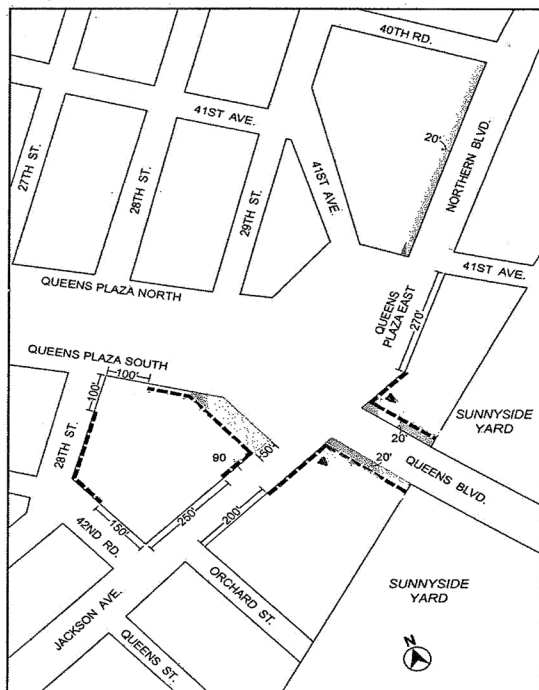 40TH RD.
41ST AVE.
20'
NORTHERN BLVD.
27TH ST.
28TH ST.
29TH ST.
41ST AVE.
41ST AVE.
QUEENS PLAZA NORTH
QUEENS
PLAZA EAST
270'
QUEENS PLAZA SOUTH
100'
100'
SUNNYSIDE
YARD
28TH ST.
50'
90
20'
20'
QUEENS BLVD.
150'
250'
200'
42ND RD.
JACKSON AVE.
ORCHARD ST.
QUEENS ST.
SUNNYSIDE
YARD
N